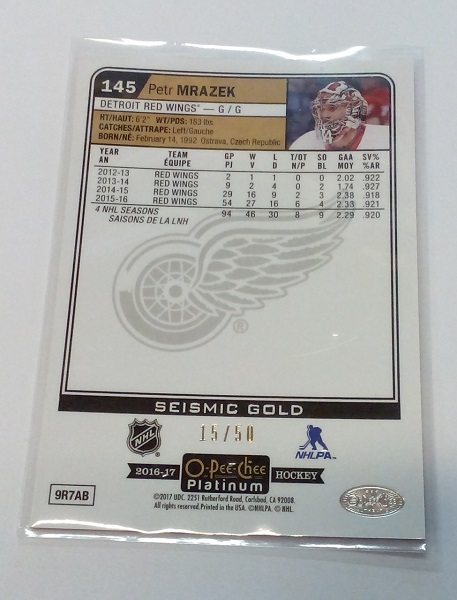 145 Petr MRAZEK
DETROIT RED WINGS® — G / G
HT/HAUT: 6'2" WT/PDS: 183 lbs
CATCHES/ATTRAPE: Left/Gauche
BORN/NÉ: February 14, 1992 Ostrava, Czech Republic
YEAR TEAM GP W L T/OT SO GAA SV%
AN ÉQUIPE PJ V D N/P BL MOY %AR
2012-13 RED WINGS 2 1 1 0 0 2.02 .922
2013-14 RED WINGS 9 2 4 0 2 1.74 .927
2014-15 RED WINGS 29 16 9 2 3 2.38 .918
2015-16 RED WINGS 54 27 16 6 4 2.33 .921
4 NHL SEASONS 94 46 30 8 9 2.29 .920
SAISONS DE LA LNH
®
SEISMIC GOLD
NHL 15/50 NHLPA
2016-17 O-Pee-Chee HOCKEY
Platinum
©2017 UDC. 2251 Rutherford Road, Carlsbad, CA 92008.
All rights reserved. Printed in the USA. ©NHLPA. © NHL.
9R7AB